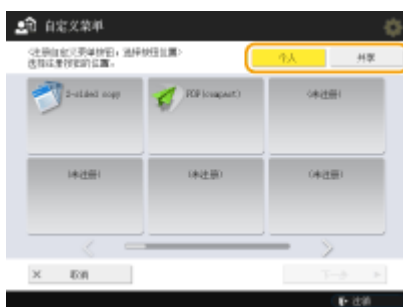 自定义菜单
<注册自定义菜单按钮: 选择按钮位置>
选择注册按钮的位置。
个人
共享
2-sided copy
PDF(compact)
(未注册)
(未注册)
(未注册)
(未注册)
取消
下一步
注销